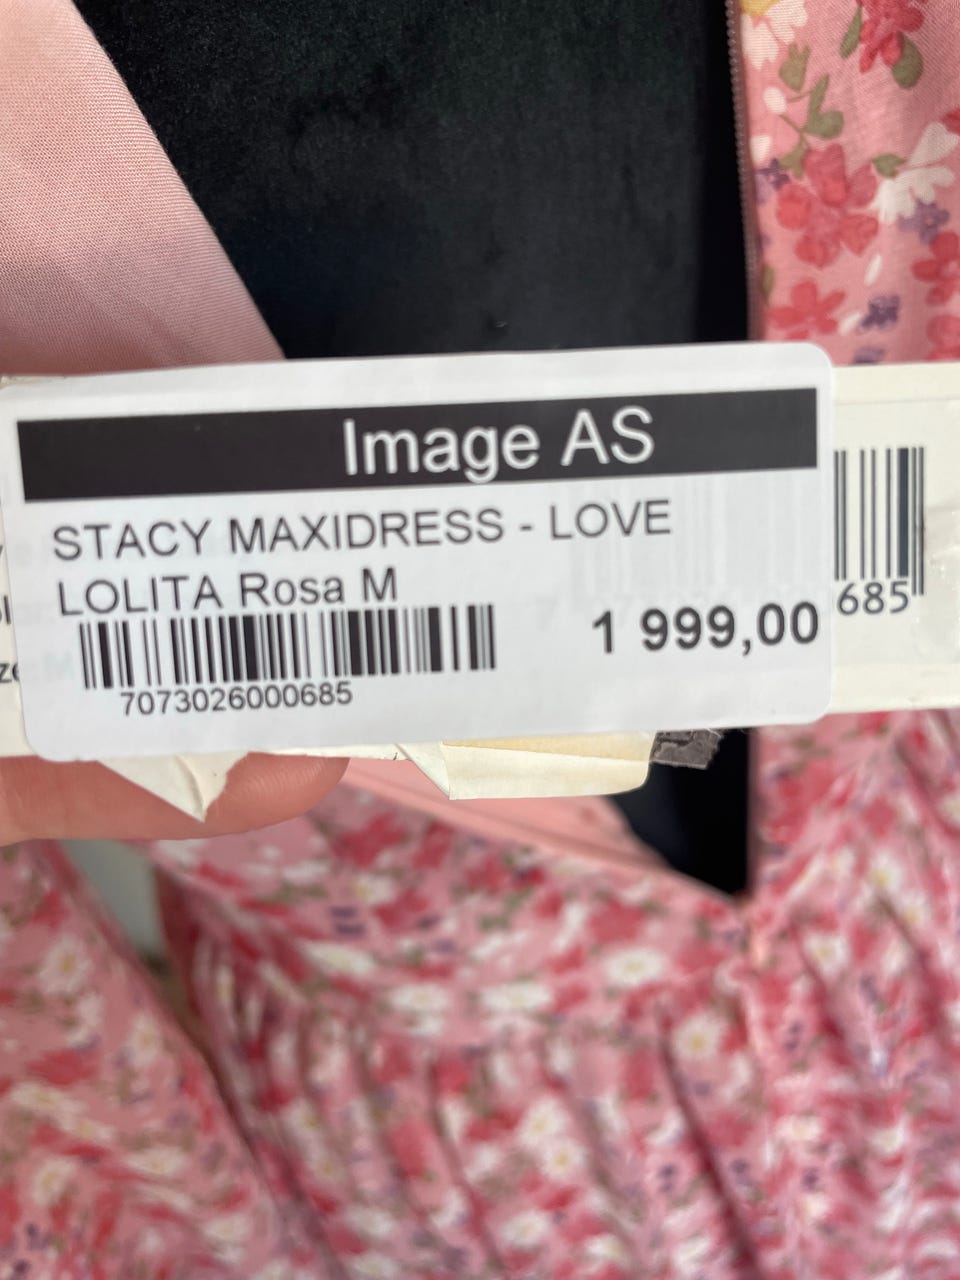 Image AS
STACY MAXIDRESS - LOVE
LOLITA Rosa M
1 999,00
7073026000685
685